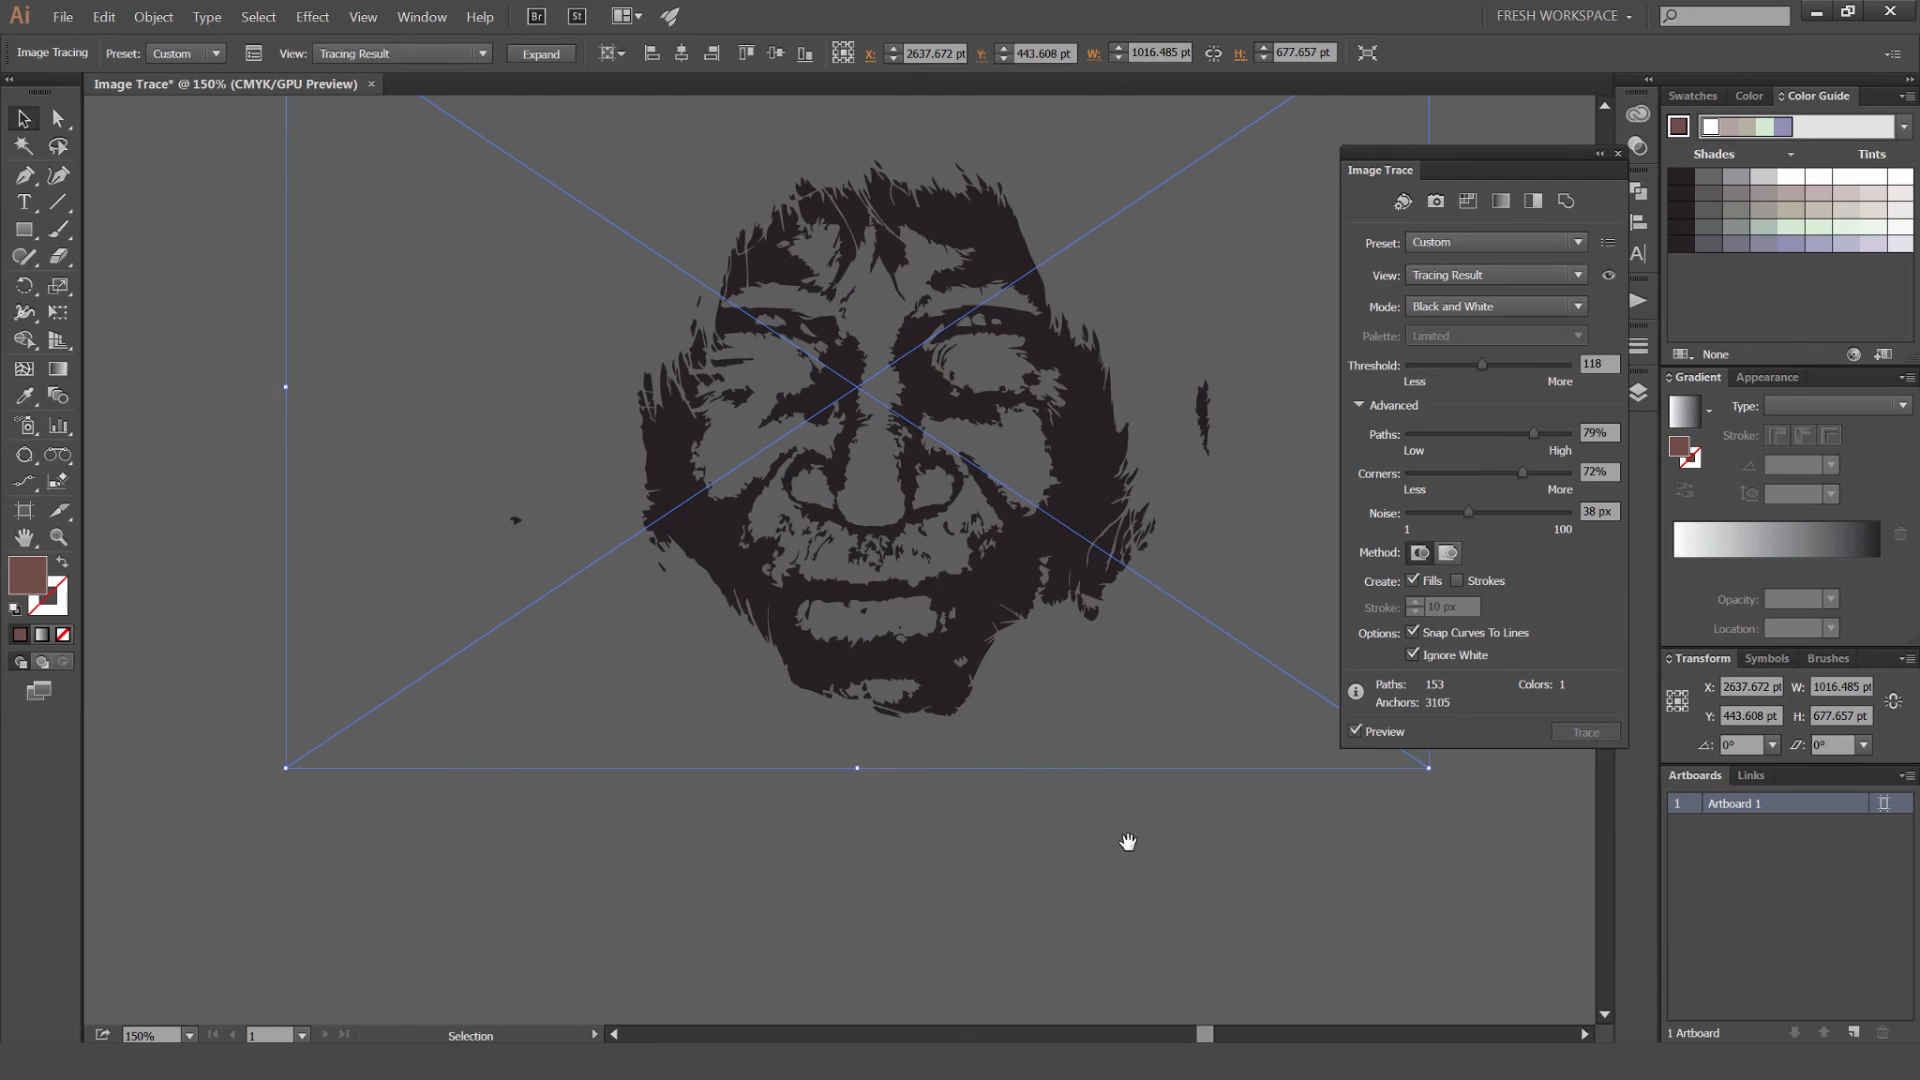 Ai File Edit Object Type Select Effect View Window Help Br St FRESH WORKSPACE
Image Tracing Preset: Custom View: Tracing Result Expand X: 2637.672 pt Y: 443.608 pt W: 1016.485 pt H: 677.657 pt
Image Trace* @ 150% (CMYK/GPU Preview) ×
Swatches Color Color Guide
Shades Tints
None
Image Trace
Preset: Custom
View: Tracing Result
Mode: Black and White
Palette: Limited
Threshold: 118
Less More
Advanced
Paths: 79%
Low High
Corners: 72%
Less More
Noise: 38 px
1 100
Method:
Create: Fills Strokes
Stroke: 10 px
Options: Snap Curves To Lines
Ignore White
Paths: 153 Colors: 1
Anchors: 3105
Preview Trace
Gradient Appearance
Type:
Stroke:
Opacity:
Location:
Transform Symbols Brushes
X: 2637.672 pt W: 1016.485 pt
Y: 443.608 pt H: 677.657 pt
0° 0°
Artboards Links
1 Artboard 1
1 Artboard
150% 1 Selection